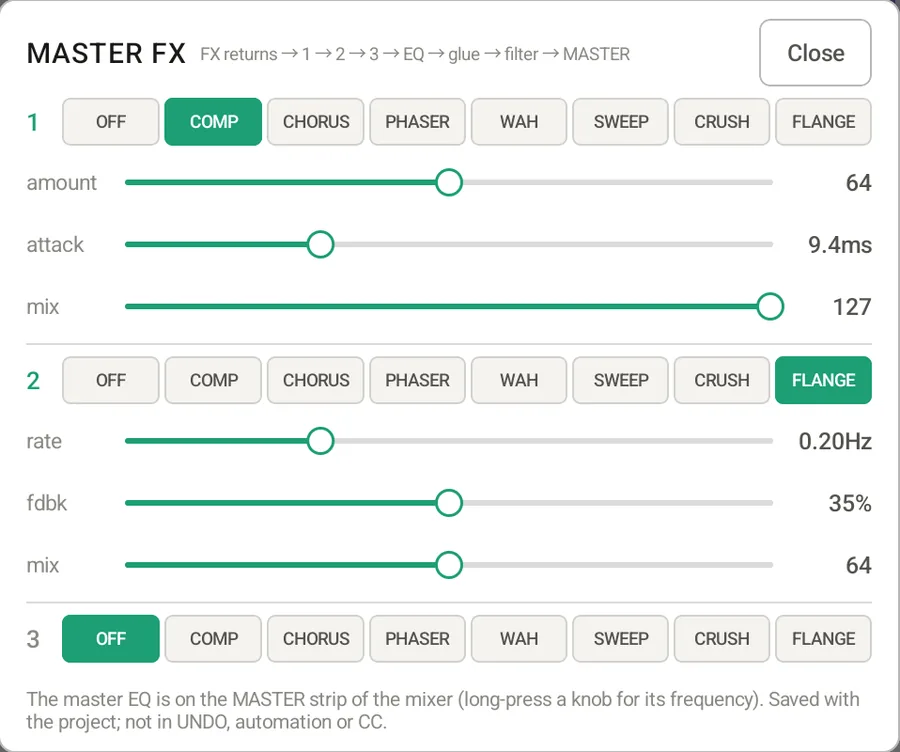 MASTER FX FX returns → 1 → 2 → 3 → EQ → glue → filter → MASTER Close
1 OFF COMP CHORUS PHASER WAH SWEEP CRUSH FLANGE
amount 64
attack 9.4ms
mix 127
2 OFF COMP CHORUS PHASER WAH SWEEP CRUSH FLANGE
rate 0.20Hz
fdbk 35%
mix 64
3 OFF COMP CHORUS PHASER WAH SWEEP CRUSH FLANGE
The master EQ is on the MASTER strip of the mixer (long-press a knob for its frequency). Saved with
the project; not in UNDO, automation or CC.